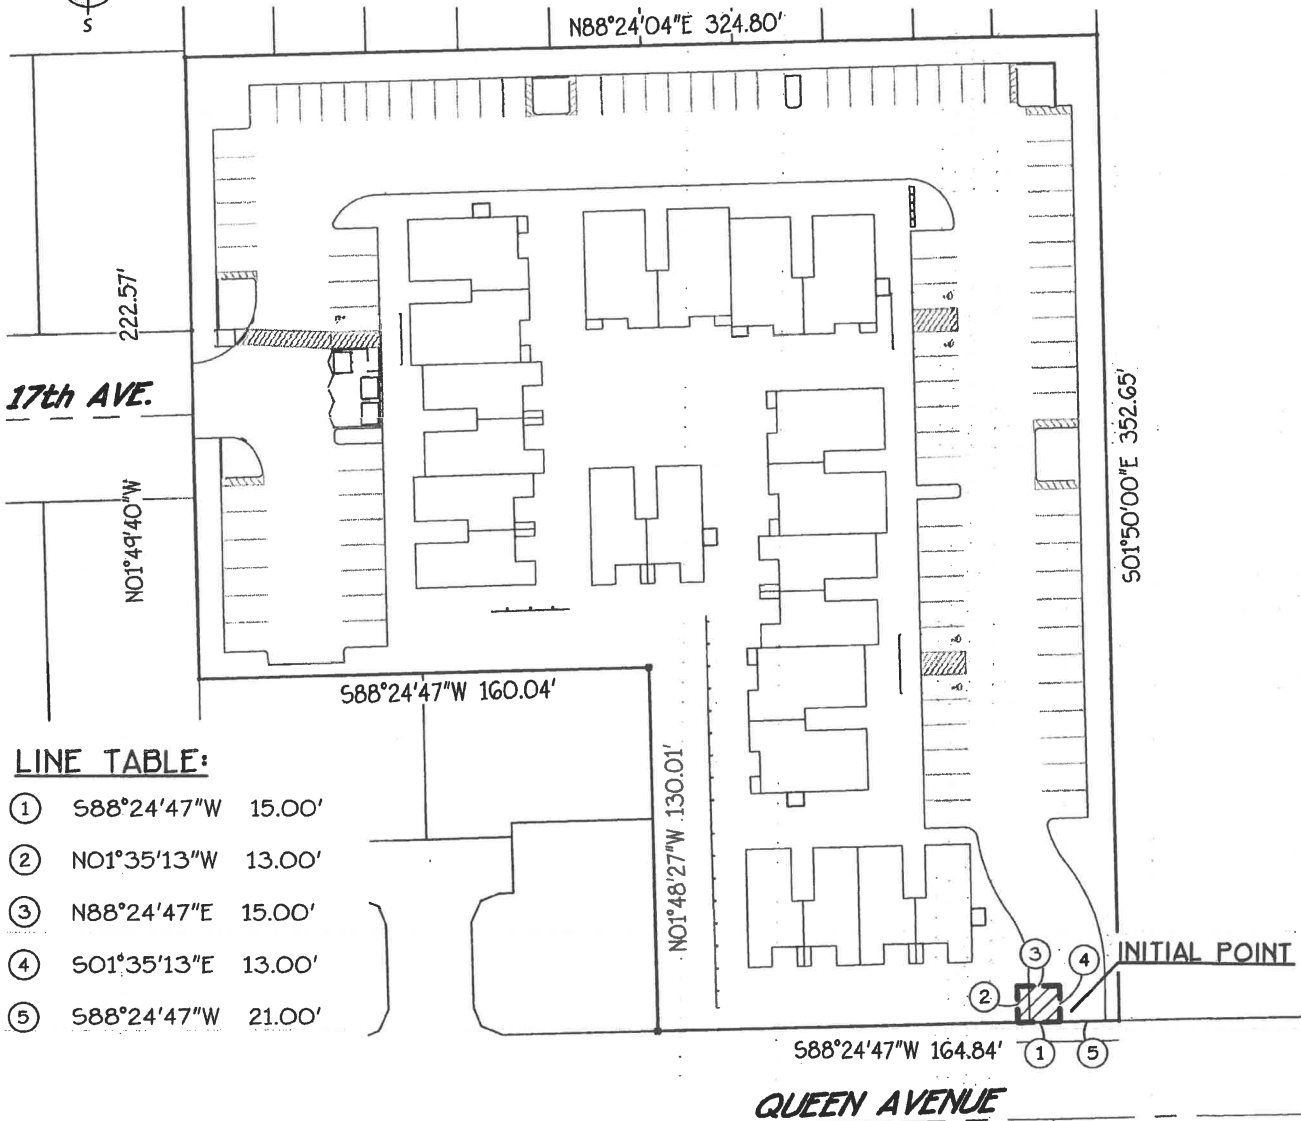 S
N88°24'04"E 324.80'
222.57'
17th AVE.
N01°49'40"W
S01°50'00"E 352.65'
S88°24'47"W 160.04'
N01°48'27"W 130.01'
LINE TABLE:
1 S88°24'47"W 15.00'
2 N01°35'13"W 13.00'
3 N88°24'47"E 15.00'
4 S01°35'13"E 13.00'
5 S88°24'47"W 21.00'
3
4
INITIAL POINT
2
S88°24'47"W 164.84'
1
5
QUEEN AVENUE